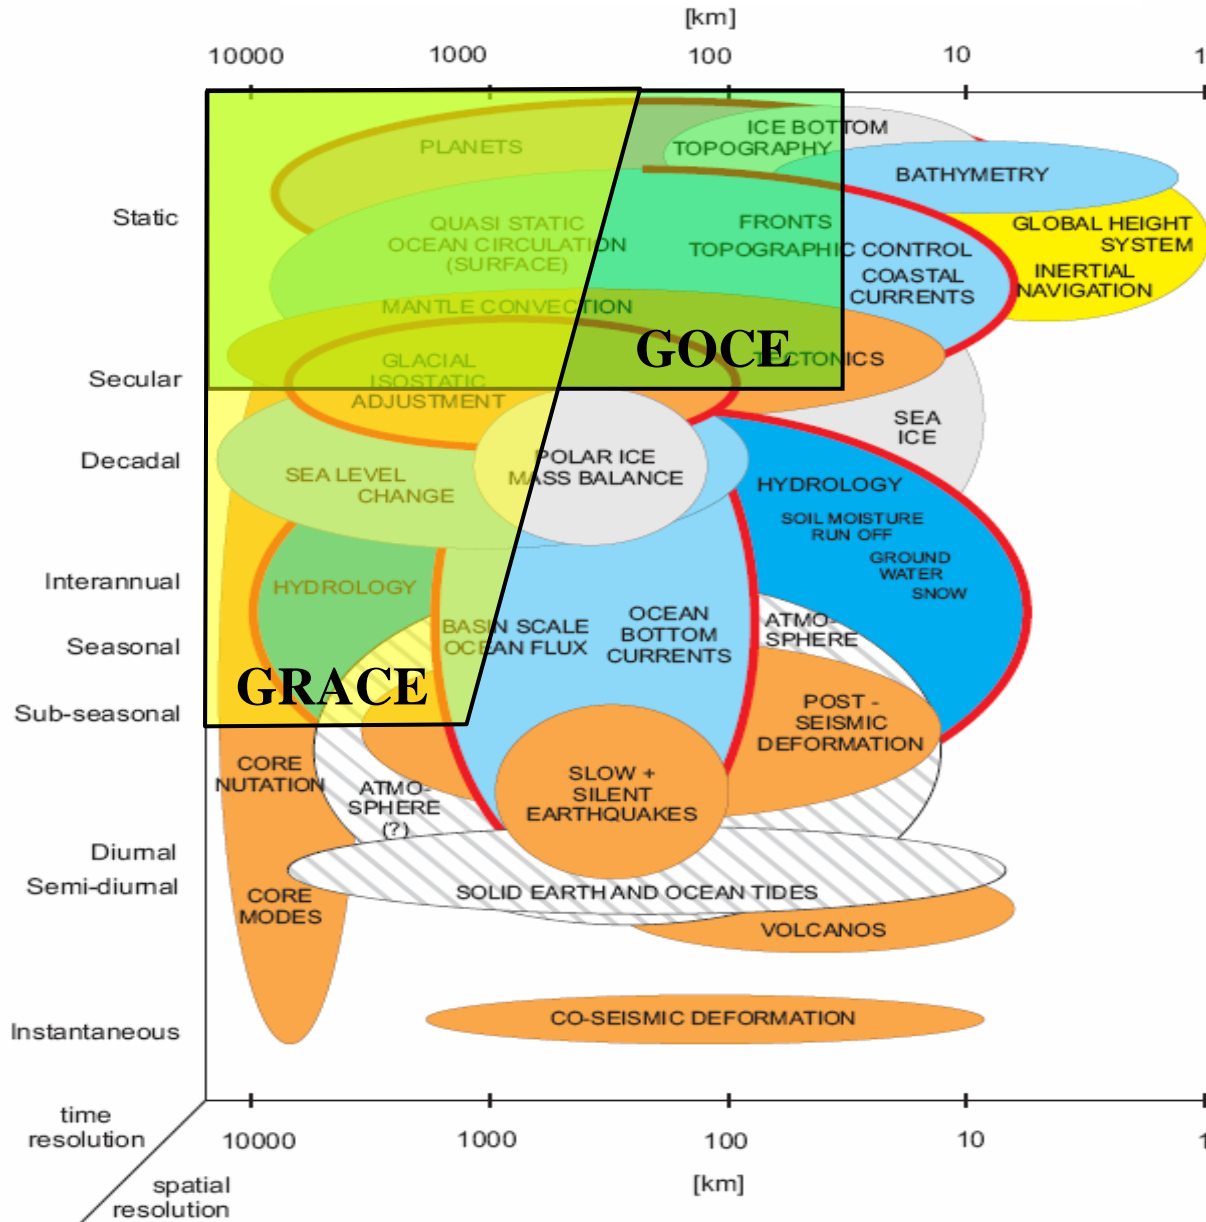 [km]
10000 1000 100 10 1
PLANETS
ICE BOTTOM
TOPOGRAPHY
BATHYMETRY
Static
QUASI STATIC
OCEAN CIRCULATION
(SURFACE)
FRONTS
TOPOGRAPHIC CONTROL
COASTAL
CURRENTS
GLOBAL HEIGHT
SYSTEM
INERTIAL
NAVIGATION
MANTLE CONVECTION
GOCE
TECTONICS
Secular
GLACIAL
ISOSTATIC
ADJUSTMENT
SEA
ICE
Decadal
POLAR ICE
MASS BALANCE
SEA LEVEL
CHANGE
HYDROLOGY
SOIL MOISTURE
RUN OFF
GROUND
WATER
SNOW
Interannual
HYDROLOGY
Seasonal
BASIN SCALE
OCEAN FLUX
OCEAN
BOTTOM
CURRENTS
ATMO-
SPHERE
GRACE
Sub-seasonal
POST -
SEISMIC
DEFORMATION
CORE
NUTATION
ATMO-
SPHERE
(?)
SLOW +
SILENT
EARTHQUAKES
Diurnal
Semi-diurnal
SOLID EARTH AND OCEAN TIDES
CORE
MODES
VOLCANOS
Instantaneous
CO-SEISMIC DEFORMATION
time
resolution
10000 1000 100 10 1
[km]
spatial
resolution